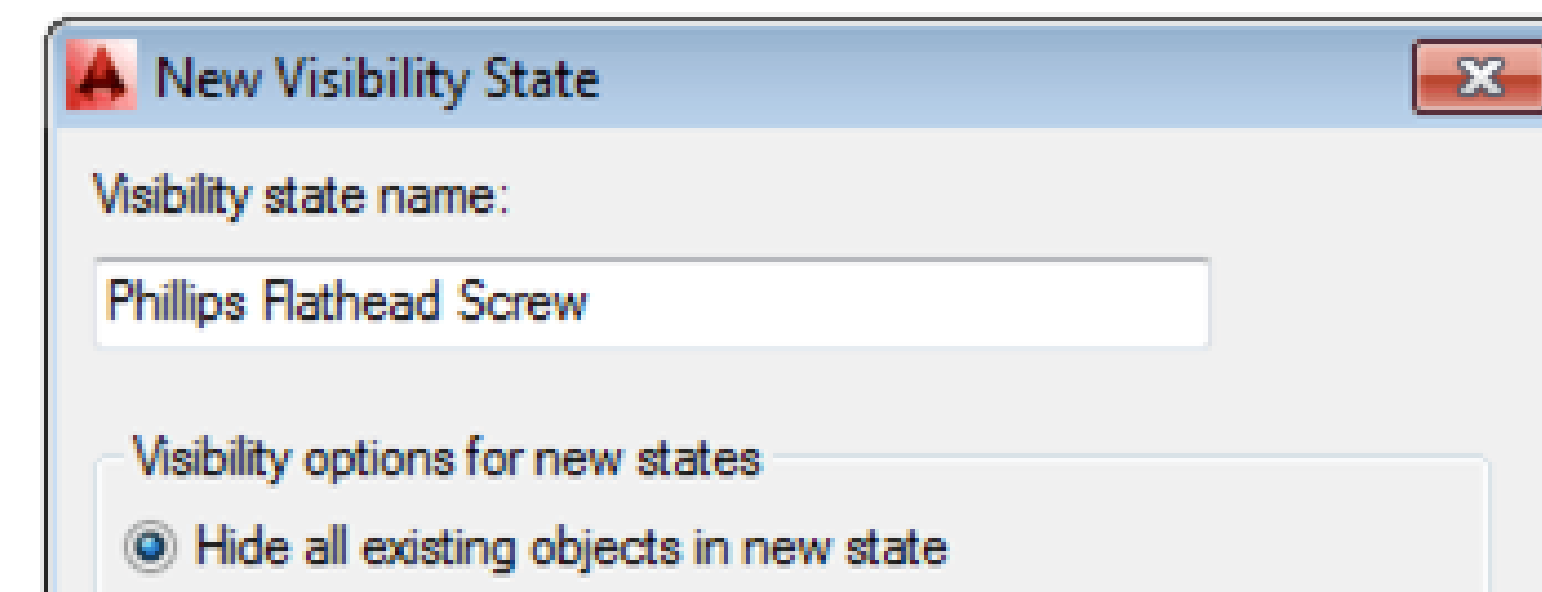 New Visibility State
Visibility state name:
Phillips Flathead Screw
Visibility options for new states
Hide all existing objects in new state